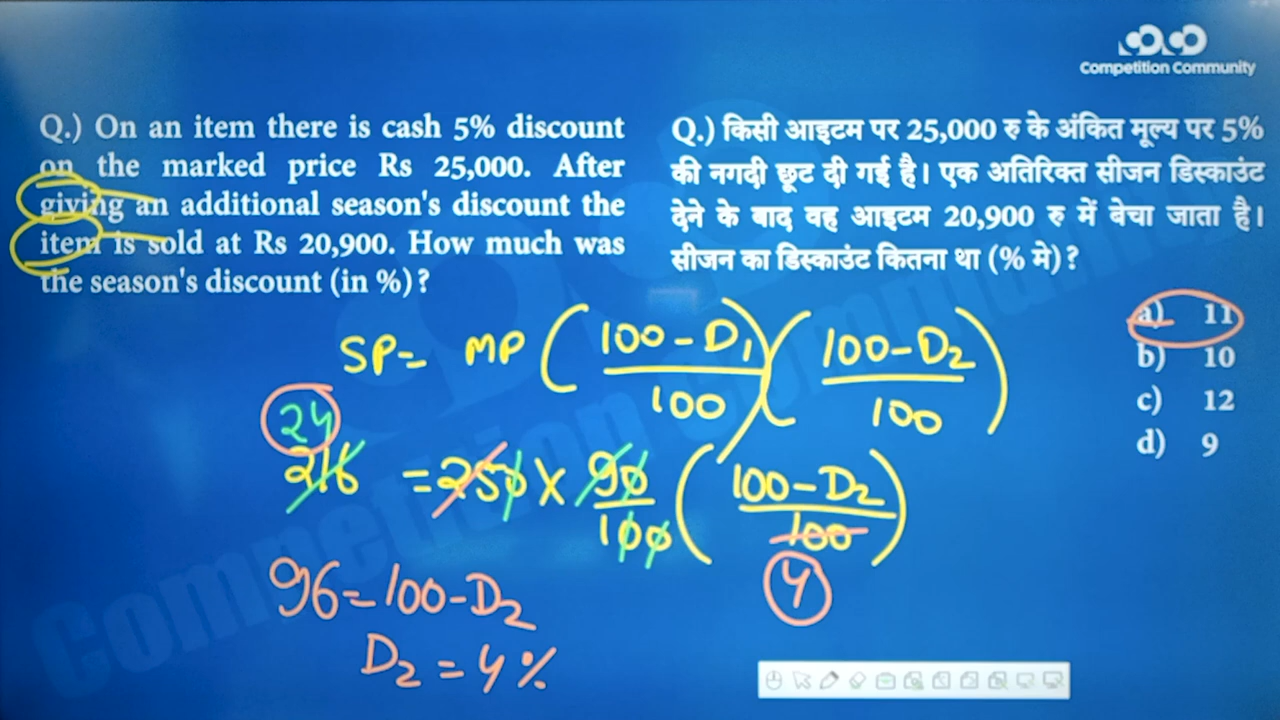 Competition Community
Q.) On an item there is cash 5% discount
on the marked price Rs 25,000. After
giving an additional season's discount the
item is sold at Rs 20,900. How much was
the season's discount (in %)?
Q.) किसी आइटम पर 25,000 रु के अंकित मूल्य पर 5%
की नगदी छूट दी गई है। एक अतिरिक्त सीजन डिस्काउंट
देने के बाद वह आइटम 20,900 रु में बेचा जाता है।
सीजन का डिस्काउंट कितना था (% मे)?
a) 11
b) 10
c) 12
d) 9
SP= MP (100-D1/100)(100-D2/100)
24
216 = 250 X 90/100 (100-D2/100)
4
96=100-D2
D2=4%
Competition Community